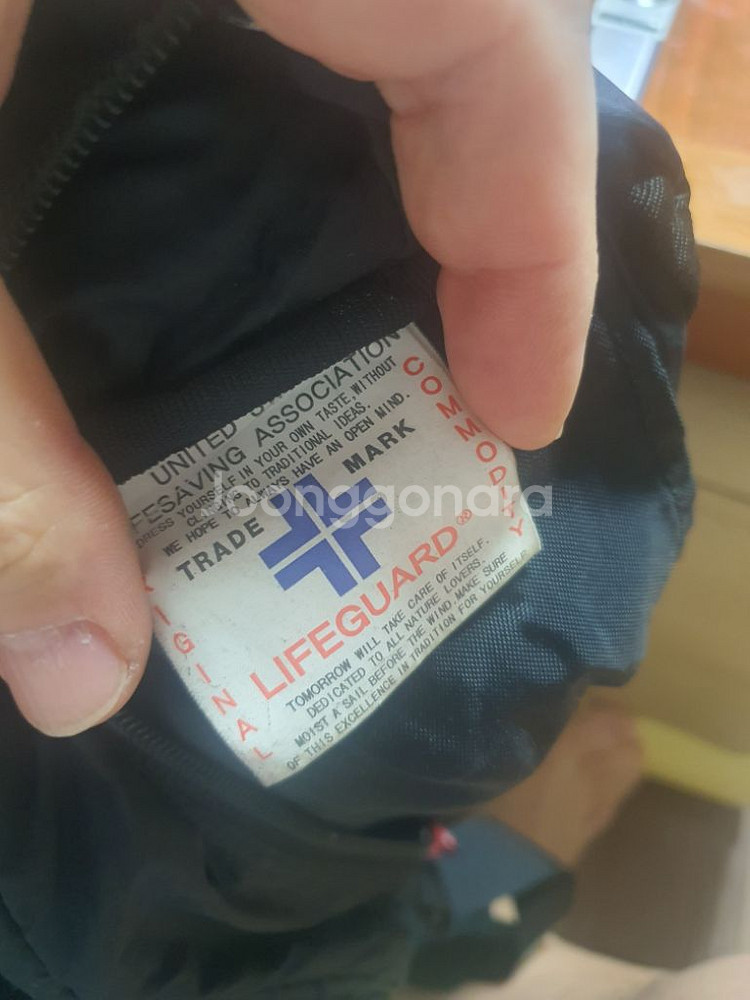 UNITED
LIFESAVING ASSOCIATION
DRESS YOURSELF IN YOUR OWN TASTE, WITHOUT
TO TRADITIONAL IDEAS.
WE HOPE TO ALWAYS HAVE AN OPEN MIND.
TRADE MARK
LIFEGUARD®
TOMORROW WILL TAKE CARE OF ITSELF.
DEDICATED TO ALL NATURE LOVERS.
MOIST A SAIL BEFORE THE WIND.MAKE SURE
OF THIS EXCELLENCE IN TRADITION FOR YOURSELF
ORIGINAL
COMMODITY
Joonggonara